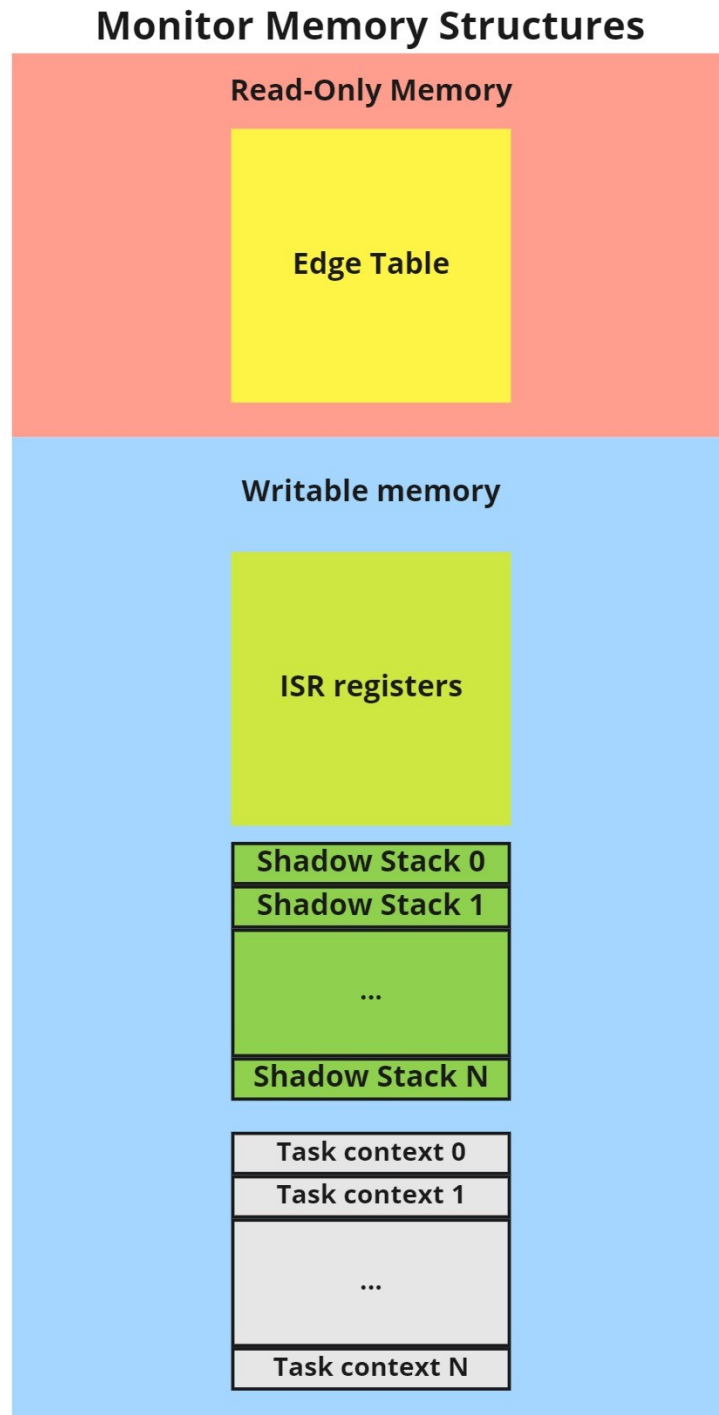 Monitor Memory Structures
Read-Only Memory
Edge Table
Writable memory
ISR registers
Shadow Stack 0
Shadow Stack 1
...
Shadow Stack N
Task context 0
Task context 1
...
Task context N